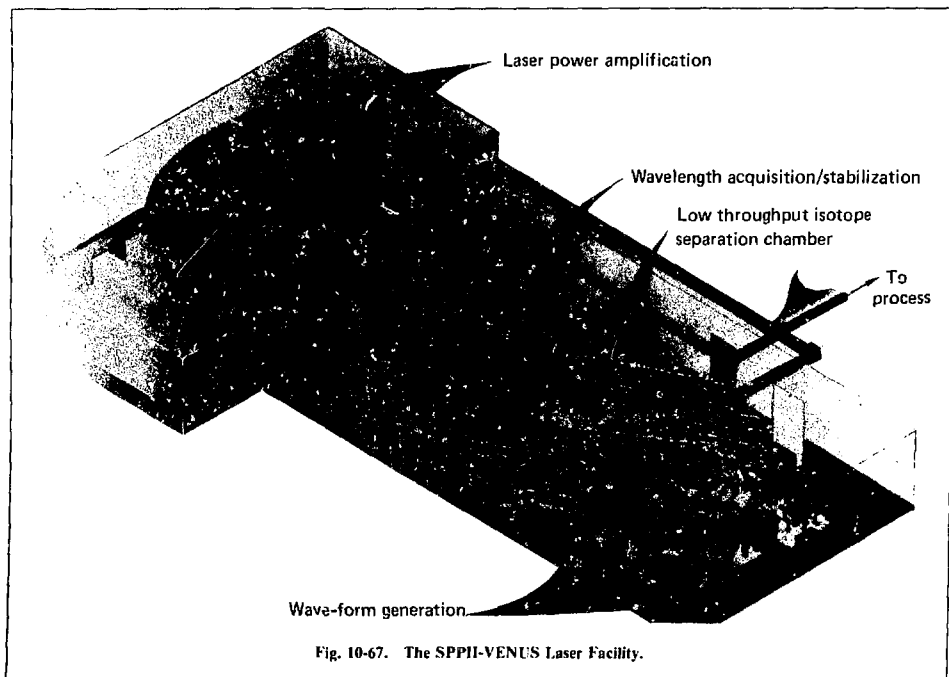 Laser power amplification
Wavelength acquisition/stabilization
Low throughput isotope
separation chamber
To
process
Wave-form generation
Fig. 10-67. The SPPII-VENUS Laser Facility.